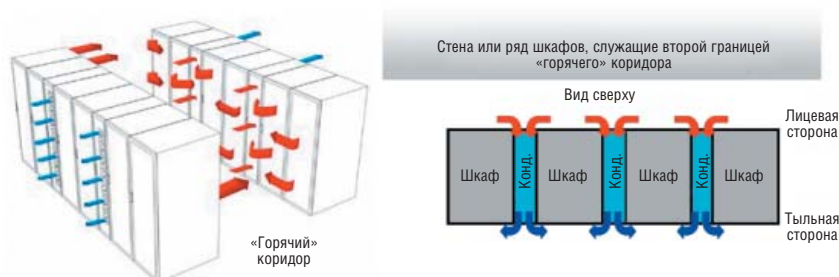 «Горячий»
коридор
Стена или ряд шкафов, служащие второй границей
«горячего» коридора
Вид сверху
Лицевая
сторона
Шкаф
Конд.
Шкаф
Конд.
Шкаф
Конд.
Шкаф
Тыльная
сторона